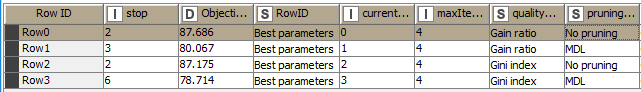 Row ID I stop D Objecti... S RowID I current... I maxIte... S quality... S pruning...
Row0 2 87.686 Best parameters 0 4 Gain ratio No pruning
Row1 3 80.067 Best parameters 1 4 Gain ratio MDL
Row2 2 87.175 Best parameters 2 4 Gini index No pruning
Row3 6 78.714 Best parameters 3 4 Gini index MDL